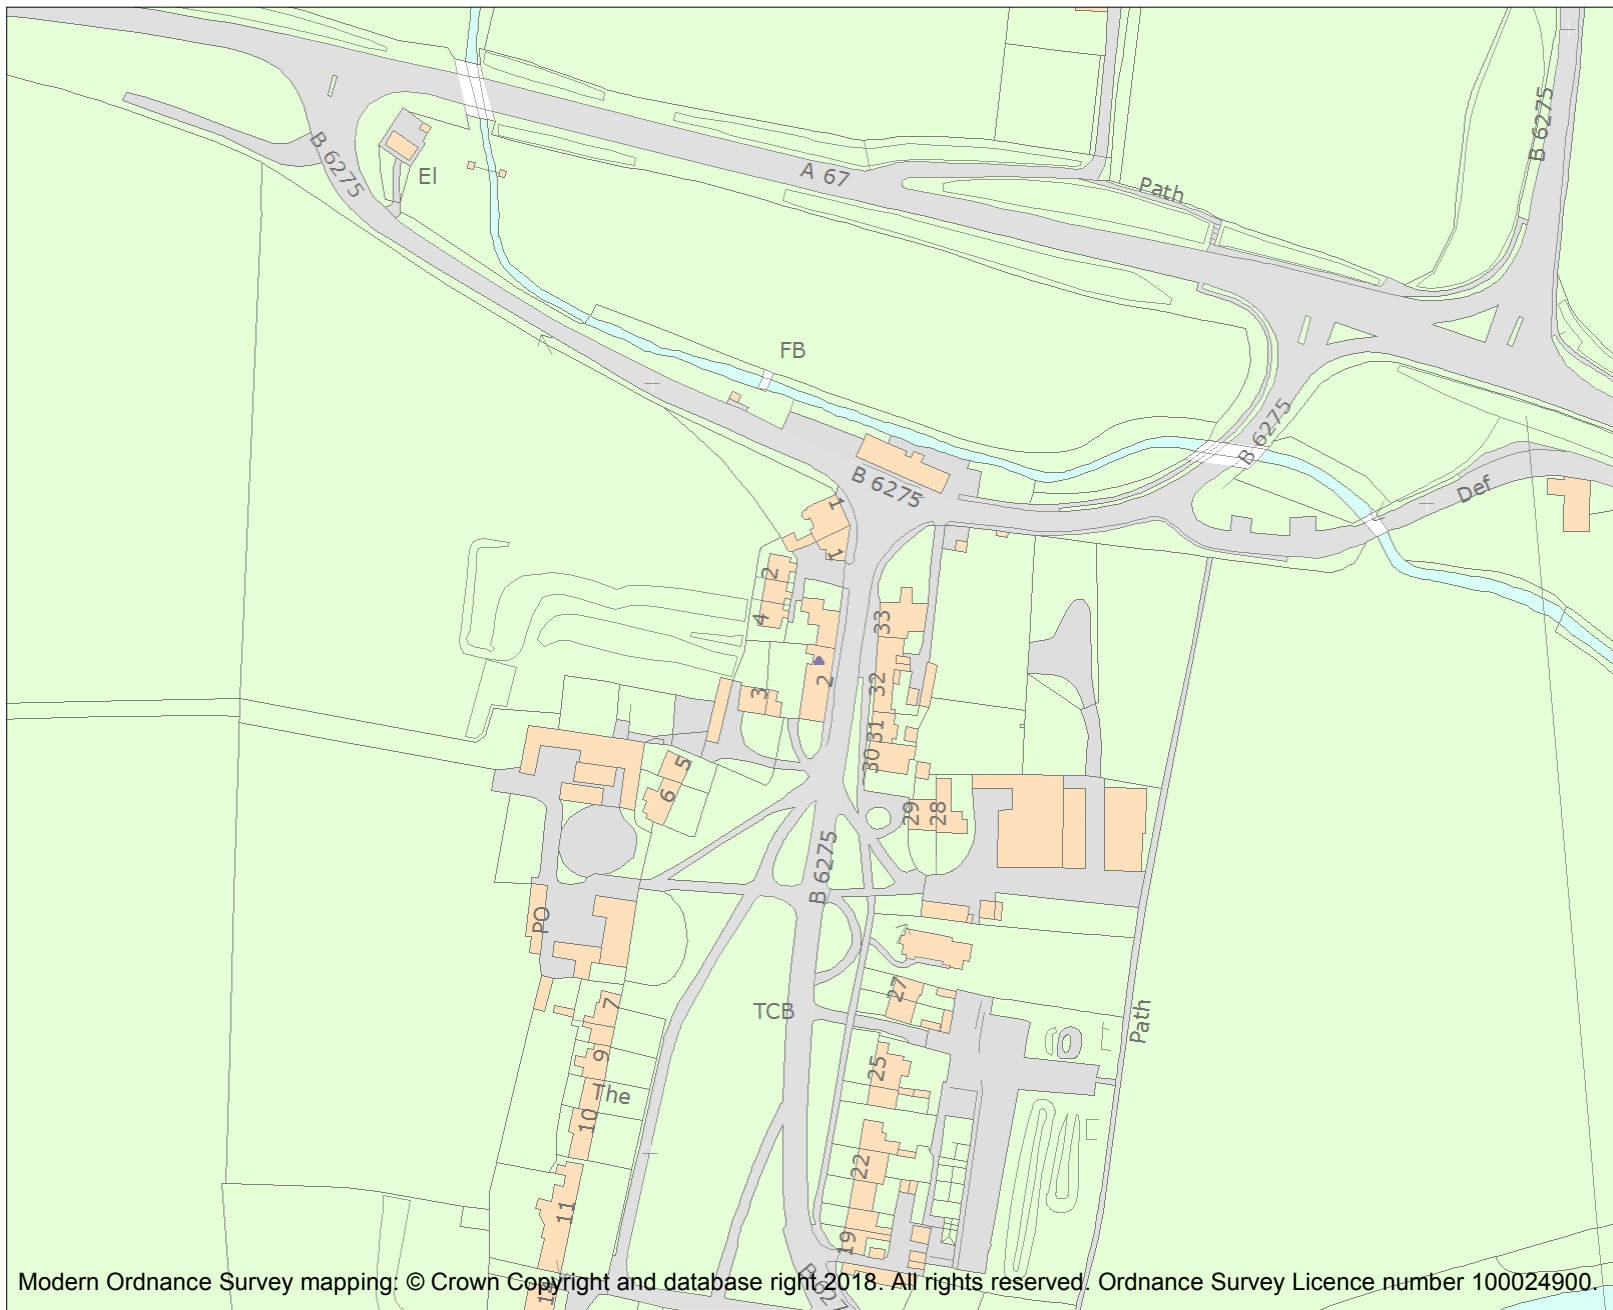 B 6275
B 6275
El
A 67
Path
FB
B 6275
B 6275
Def
1
1
2
4
33
3
2
32
31
30
5
6
29
28
B 6275
PO
27
7
TCB
Path
9
25
The
10
22
11
19
Modern Ordnance Survey mapping: © Crown Copyright and database right 2018. All rights reserved. Ordnance Survey Licence number 100024900.